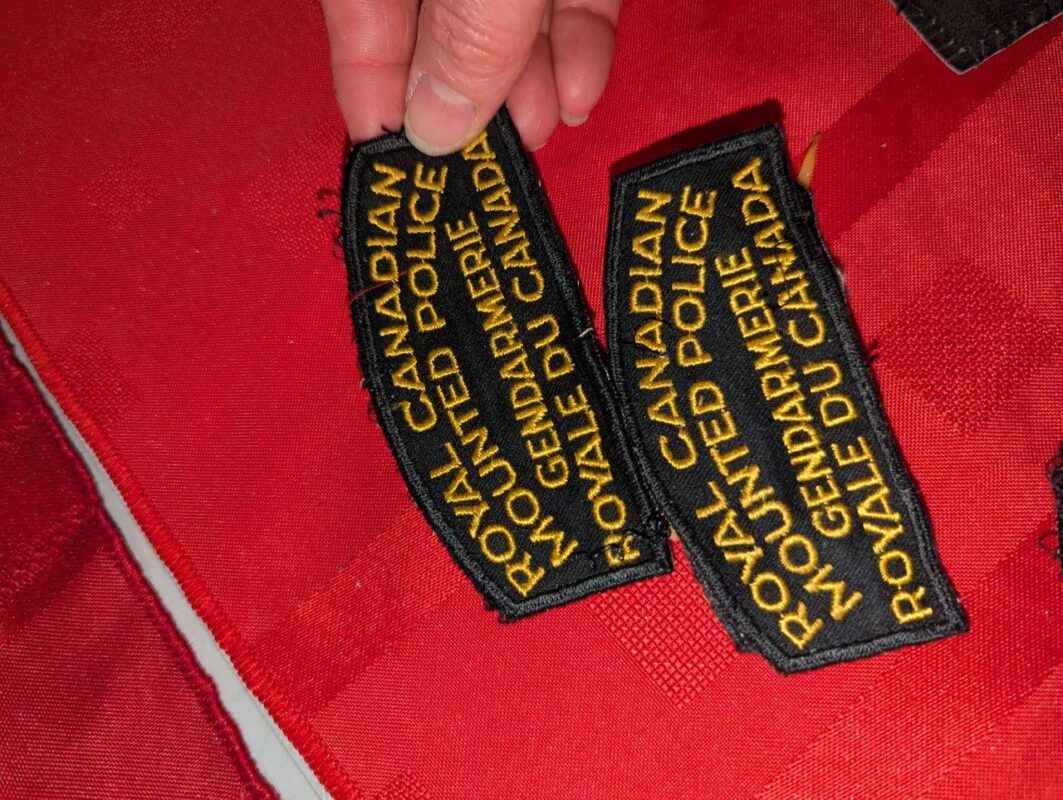 ROYAL CANADIAN
MOUNTED POLICE
GENDARMERIE
ROYALE DU CANADA
ROYAL CANADIAN
MOUNTED POLICE
GENDARMERIE
ROYALE DU CANADA